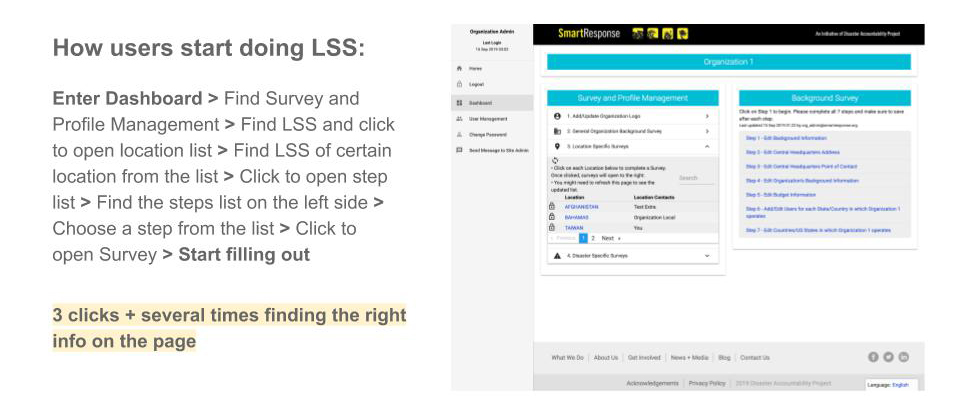 How users start doing LSS:
Enter Dashboard > Find Survey and
Profile Management > Find LSS and click
to open location list > Find LSS of certain
location from the list > Click to open step
list > Find the steps list on the left side >
Choose a step from the list > Click to
open Survey > Start filling out
3 clicks + several times finding the right
info on the page
Organization Admin
Last Login
Home
Logout
Dashboard
User Management
Change Password
Send Message to Site Admin
SmartResponse
An Initiative of Disaster Accountability Project
Organization 1
Survey and Profile Management
1. Add/Update Organization Logo
2. General Organization Background Survey
3. Location Specific Surveys
• Click on each Location below to complete a Survey.
Once clicked, surveys will open to the right.
• You might need to refresh this page to see the
updated list.
Search
Location Location Contacts
AFGHANISTAN Test Extra
BAHAMAS Organization Local
TAIWAN You
‹ Previous 1 2 Next »
4. Disaster Specific Surveys
Background Survey
Click on Step 1 to begin. Please complete all 7 steps and make sure to save
after each step.
Step 1 - Edit Background Information
Step 2 - Edit Central Headquarters Address
Step 3 - Edit Central Headquarters Point of Contact
Step 4 - Edit Organization's Background Information
Step 5 - Edit Budget Information
Step 6 - Add/Edit Users for each State/Country in which Organization 1
operates
Step 7 - Edit Countries/US States in which Organization 1 operates
What We Do | About Us | Get Involved | News + Media | Blog | Contact Us
Acknowledgements | Privacy Policy | 2019 Disaster Accountability Project
Language: English